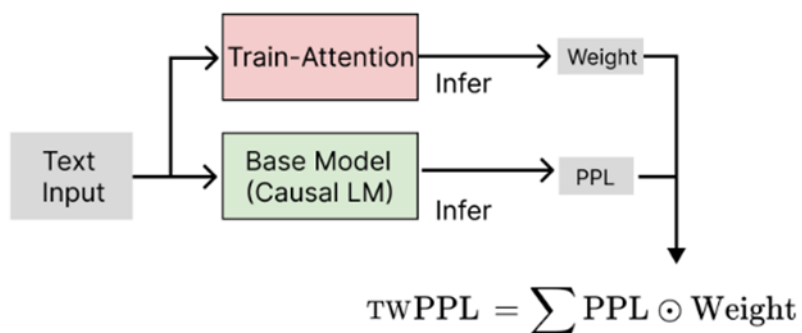 Train-Attention
Infer
Weight
Text
Input
Base Model
(Causal LM)
Infer
PPL
TWPPL = ∑ PPL ⊙ Weight